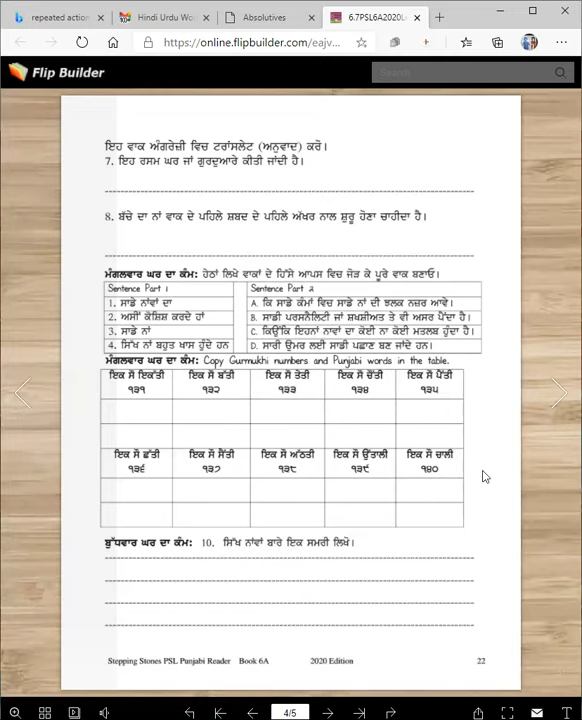 repeated action
Hindi Urdu Wo
Absolutives
6.7PSL6A2020L
https://online.flipbuilder.com/eajv...
Flip Builder
Search
ਇਹ ਵਾਕ ਅੰਗਰੇਜ਼ੀ ਵਿਚ ਟਰਾਂਸਲੇਟ (ਅਨੁਵਾਦ) ਕਰੋ।
7. ਇਹ ਰਸਮ ਘਰ ਜਾਂ ਗੁਰਦੁਆਰੇ ਕੀਤੀ ਜਾਂਦੀ ਹੈ।
8. ਬੱਚੇ ਦਾ ਨਾਂ ਵਾਕ ਦੇ ਪਹਿਲੇ ਸ਼ਬਦ ਦੇ ਪਹਿਲੇ ਅੱਖਰ ਨਾਲ ਸ਼ੁਰੂ ਹੋਣਾ ਚਾਹੀਦਾ ਹੈ।
ਮੰਗਲਵਾਰ ਘਰ ਦਾ ਕੰਮ: ਹੇਠਾਂ ਲਿਖੇ ਵਾਕਾਂ ਦੇ ਹਿੱਸੇ ਆਪਸ ਵਿਚ ਜੋੜ ਕੇ ਪੂਰੇ ਵਾਕ ਬਣਾਓ।
Sentence Part 1 Sentence Part 2
1. ਸਾਡੇ ਨਾਂਵਾਂ ਦਾ A. ਕਿ ਸਾਡੇ ਕੰਮਾਂ ਵਿਚ ਸਾਡੇ ਨਾਂ ਦੀ ਝਲਕ ਨਜ਼ਰ ਆਵੇ।
2. ਅਸੀਂ ਕੋਸ਼ਿਸ਼ ਕਰਦੇ ਹਾਂ B. ਸਾਡੀ ਪਰਸਨੈਲਿਟੀ ਜਾਂ ਸ਼ਖਸ਼ੀਅਤ ਤੇ ਵੀ ਅਸਰ ਪੈਂਦਾ ਹੈ।
3. ਸਾਡੇ ਨਾਂ C. ਕਿਉਂਕਿ ਇਹਨਾਂ ਨਾਵਾਂ ਦਾ ਕੋਈ ਨਾ ਕੋਈ ਮਤਲਬ ਹੁੰਦਾ ਹੈ।
4. ਸਿੱਖ ਨਾਂ ਬਹੁਤ ਖਾਸ ਹੁੰਦੇ ਹਨ D. ਸਾਰੀ ਉਮਰ ਲਈ ਸਾਡੀ ਪਛਾਣ ਬਣ ਜਾਂਦੇ ਹਨ।
ਮੰਗਲਵਾਰ ਘਰ ਦਾ ਕੰਮ: Copy Gurmukhi numbers and Punjabi words in the table.
ਇਕ ਸੌ ਇਕੱਤੀ ਇਕ ਸੌ ਬੱਤੀ ਇਕ ਸੌ ਤੇਤੀ ਇਕ ਸੌ ਚੌਂਤੀ ਇਕ ਸੌ ਪੈਂਤੀ
੧੩੧ ੧੩੨ ੧੩੩ ੧੩੪ ੧੩੫
ਇਕ ਸੌ ਛੱਤੀ ਇਕ ਸੌ ਸੈਂਤੀ ਇਕ ਸੌ ਅੱਠਤੀ ਇਕ ਸੌ ਉੱਤਾਲੀ ਇਕ ਸੌ ਚਾਲੀ
੧੩੬ ੧੩੭ ੧੩੮ ੧੩੯ ੧੪੦
ਬੁੱਧਵਾਰ ਘਰ ਦਾ ਕੰਮ: 10. ਸਿੱਖ ਨਾਂਵਾਂ ਬਾਰੇ ਇਕ ਸਮਰੀ ਲਿਖੋ।
Stepping Stones PSL Punjabi Reader Book 6A 2020 Edition 22
4/5